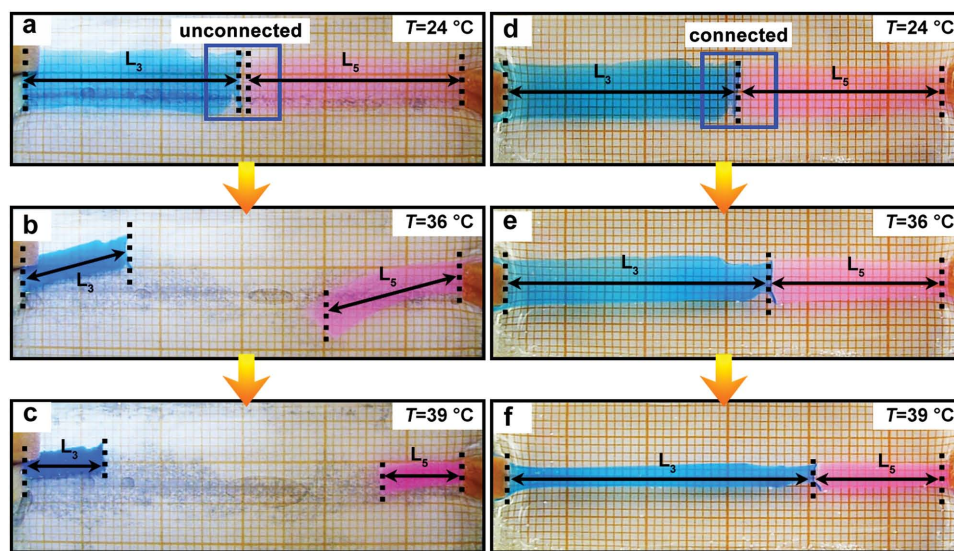 a
unconnected
T=24 °C
L3
L5
d
connected
T=24 °C
L3
L5
b
T=36 °C
L3
L5
e
T=36 °C
L3
L5
c
T=39 °C
L3
L5
f
T=39 °C
L3
L5